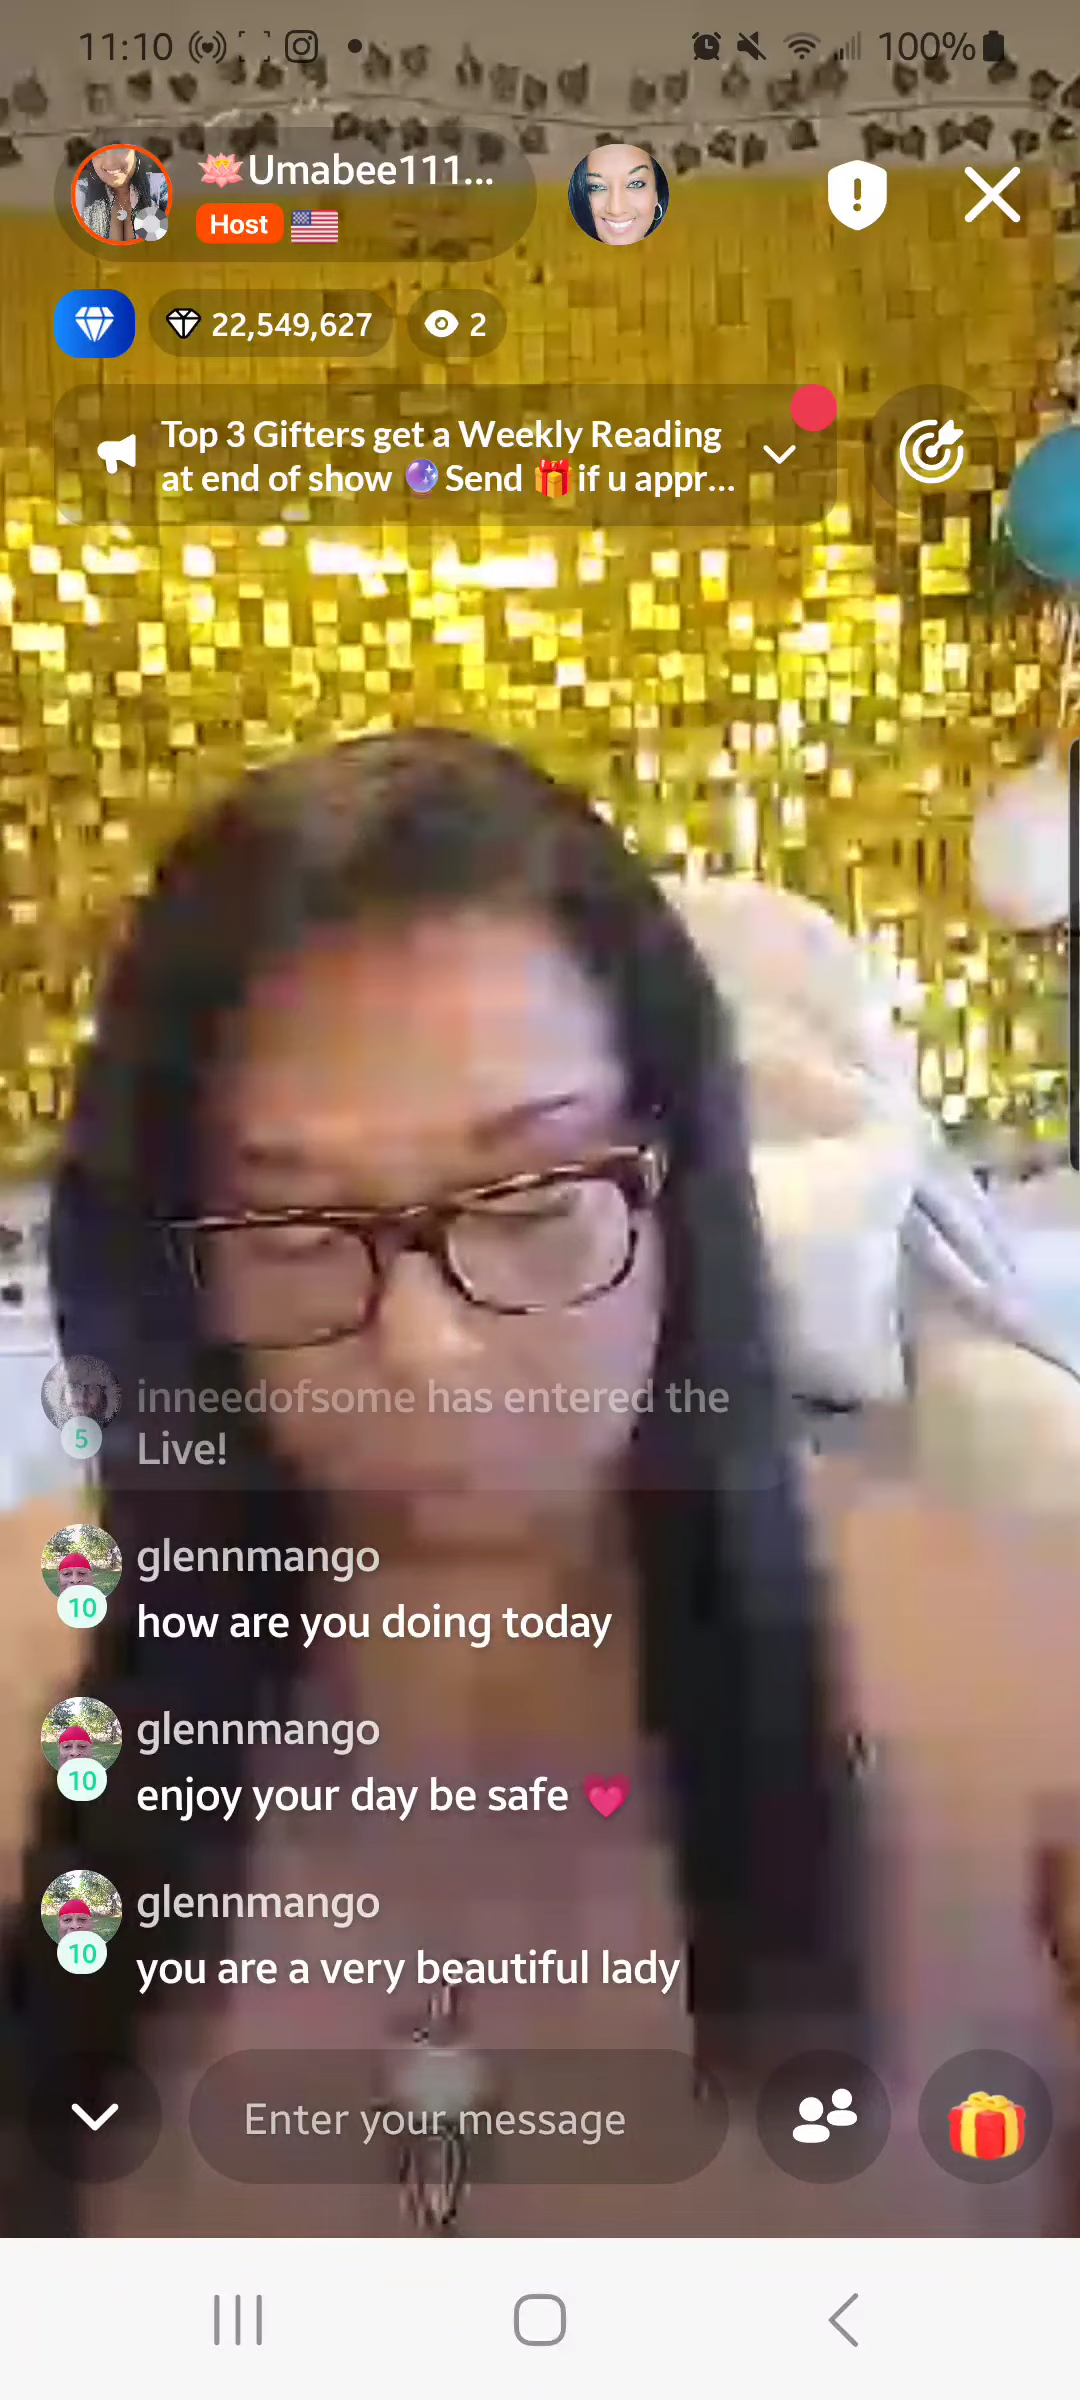 11:10 100%
🪷Umabee111...
Host
22,549,627 2
Top 3 Gifters get a Weekly Reading
at end of show 🔮Send 🎁if u appr...
inneedofsome has entered the
Live!
5
glennmango
10
how are you doing today
glennmango
10
enjoy your day be safe 💗
glennmango
10
you are a very beautiful lady
Enter your message